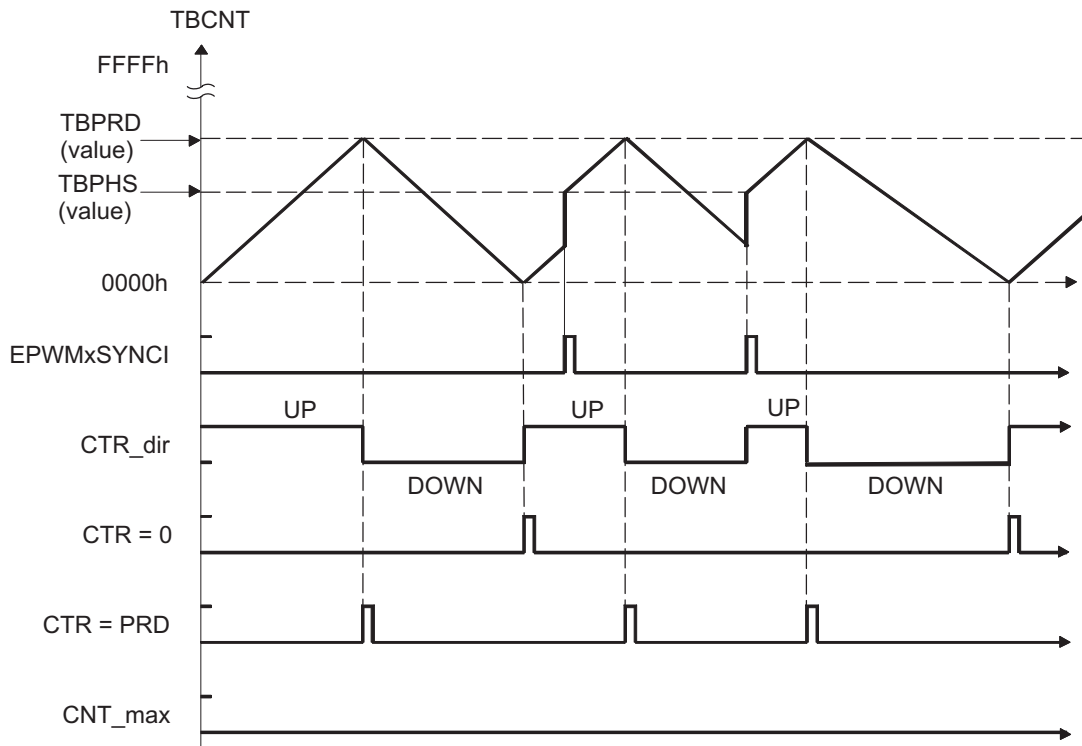 TBCNT
FFFFh
TBPRD
(value)
TBPHS
(value)
0000h
EPWMxSYNCI
UP UP UP
CTR_dir
DOWN DOWN DOWN
CTR = 0
CTR = PRD
CNT_max